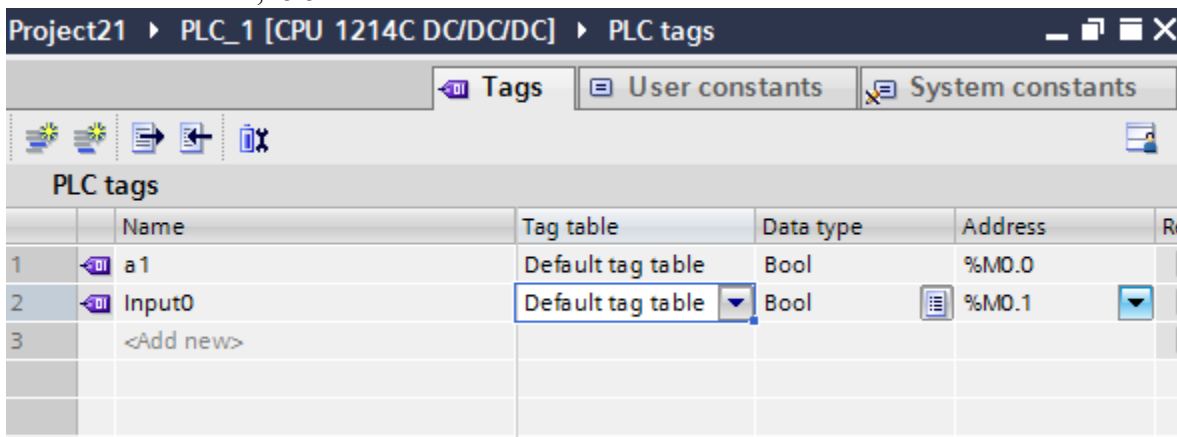 Project21 ▸ PLC_1 [CPU 1214C DC/DC/DC] ▸ PLC tags
Tags User constants System constants
PLC tags
Name Tag table Data type Address
1 a1 Default tag table Bool %M0.0
2 Input0 Default tag table Bool %M0.1
3 <Add new>